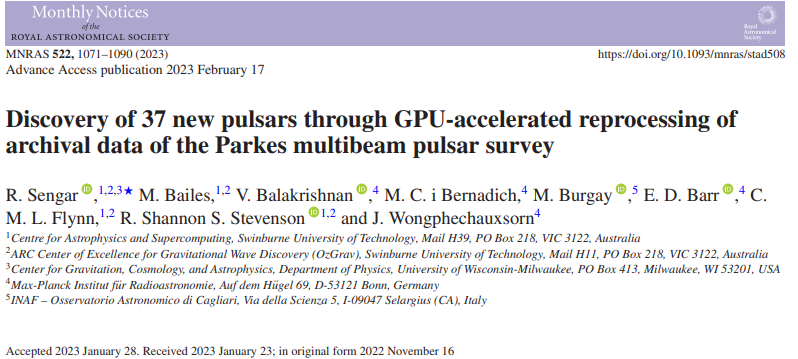 Monthly Notices
of the
ROYAL ASTRONOMICAL SOCIETY
Royal
Astronomical
Society
MNRAS 522, 1071–1090 (2023)
https://doi.org/10.1093/mnras/stad508
Advance Access publication 2023 February 17
Discovery of 37 new pulsars through GPU-accelerated reprocessing of
archival data of the Parkes multibeam pulsar survey
R. Sengar iD,1,2,3★ M. Bailes,1,2 V. Balakrishnan iD,4 M. C. i Bernadich,4 M. Burgay iD,5 E. D. Barr iD,4 C.
M. L. Flynn,1,2 R. Shannon S. Stevenson iD1,2 and J. Wongphechauxsorn4
1Centre for Astrophysics and Supercomputing, Swinburne University of Technology, Mail H39, PO Box 218, VIC 3122, Australia
2ARC Center of Excellence for Gravitational Wave Discovery (OzGrav), Swinburne University of Technology, Mail H11, PO Box 218, VIC 3122, Australia
3Center for Gravitation, Cosmology, and Astrophysics, Department of Physics, University of Wisconsin-Milwaukee, PO Box 413, Milwaukee, WI 53201, USA
4Max-Planck Institut für Radioastronomie, Auf dem Hügel 69, D-53121 Bonn, Germany
5INAF – Osservatorio Astronomico di Cagliari, Via della Scienza 5, I-09047 Selargius (CA), Italy
Accepted 2023 January 28. Received 2023 January 23; in original form 2022 November 16